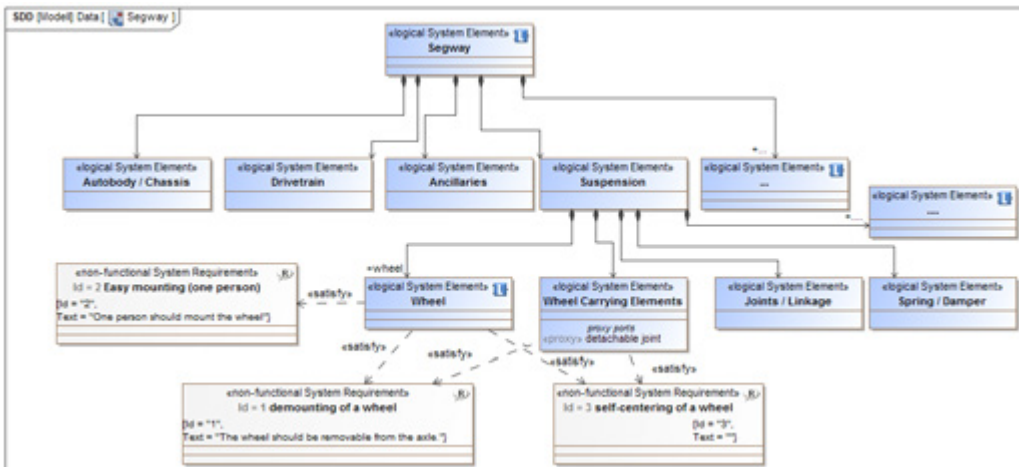 SDD [Modell] Data [ Segway ]
«logical System Element»
Segway
«logical System Element»
Autobody / Chassis
«logical System Element»
Drivetrain
«logical System Element»
Ancillaries
«logical System Element»
Suspension
+...
«logical System Element»
...
+...
«logical System Element»
....
«non-functional System Requirement»
Id = 2 Easy mounting (one person)
[Id = "2",
Text = "One person should mount the wheel"]
«satisfy»
+wheel
«logical System Element»
Wheel
«logical System Element»
Wheel Carrying Elements
proxy ports
«proxy» detachable joint
«logical System Element»
Joints / Linkage
«logical System Element»
Spring / Damper
«satisfy»
«satisfy»
«satisfy»
«non-functional System Requirement»
Id = 1 demounting of a wheel
[Id = "1",
Text = "The wheel should be removable from the axle."]
«non-functional System Requirement»
Id = 3 self-centering of a wheel
[Id = "3",
Text = ""]